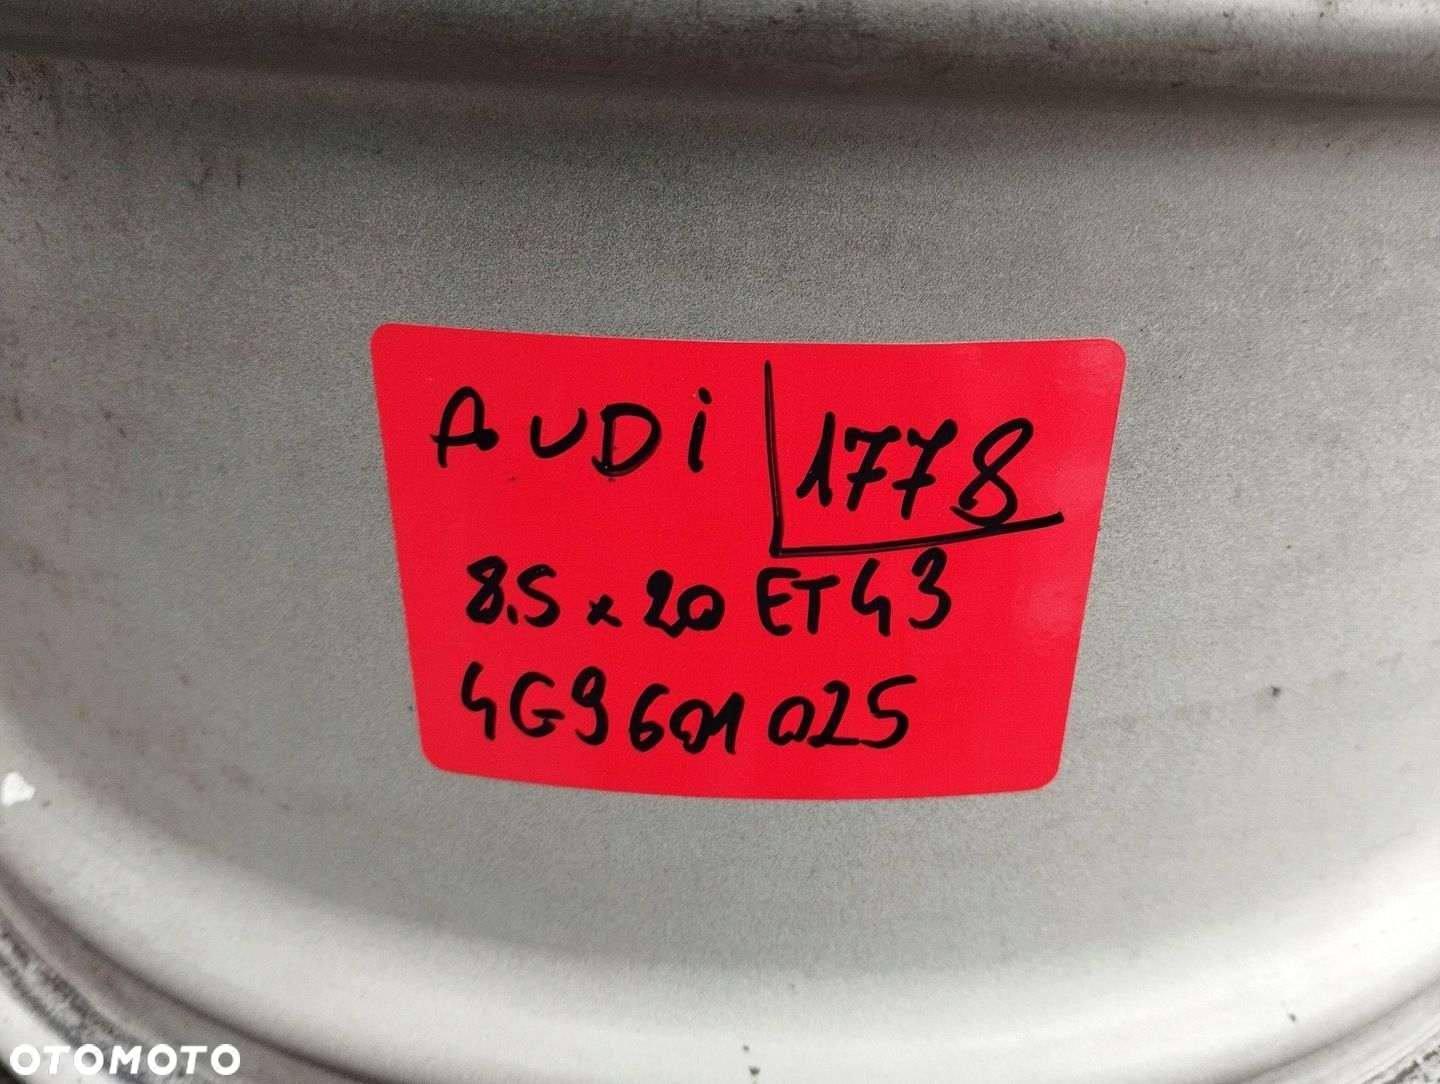 AUDi 1778
8.5 x 20 ET43
4G9601025
OTOMOTO